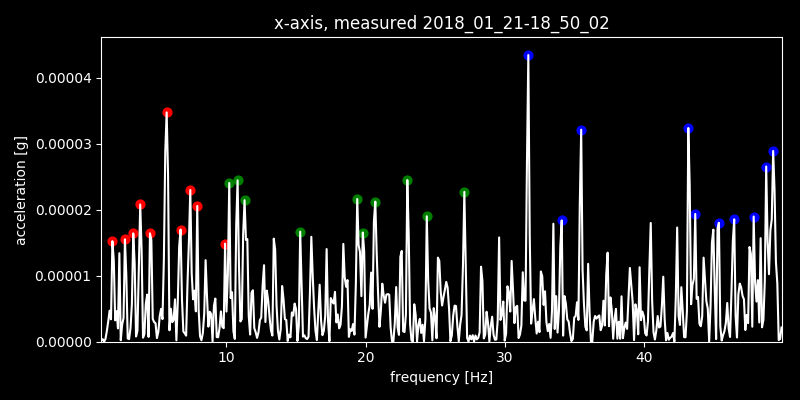 x-axis, measured 2018_01_21-18_50_02
0.00004
0.00003
0.00002
0.00001
0.00000
acceleration [g]
10 20 30 40
frequency [Hz]